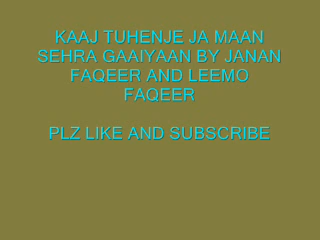 KAAJ TUHENJE JA MAAN
SEHRA GAAIYAAN BY JANAN
FAQEER AND LEEMO
FAQEER
PLZ LIKE AND SUBSCRIBE